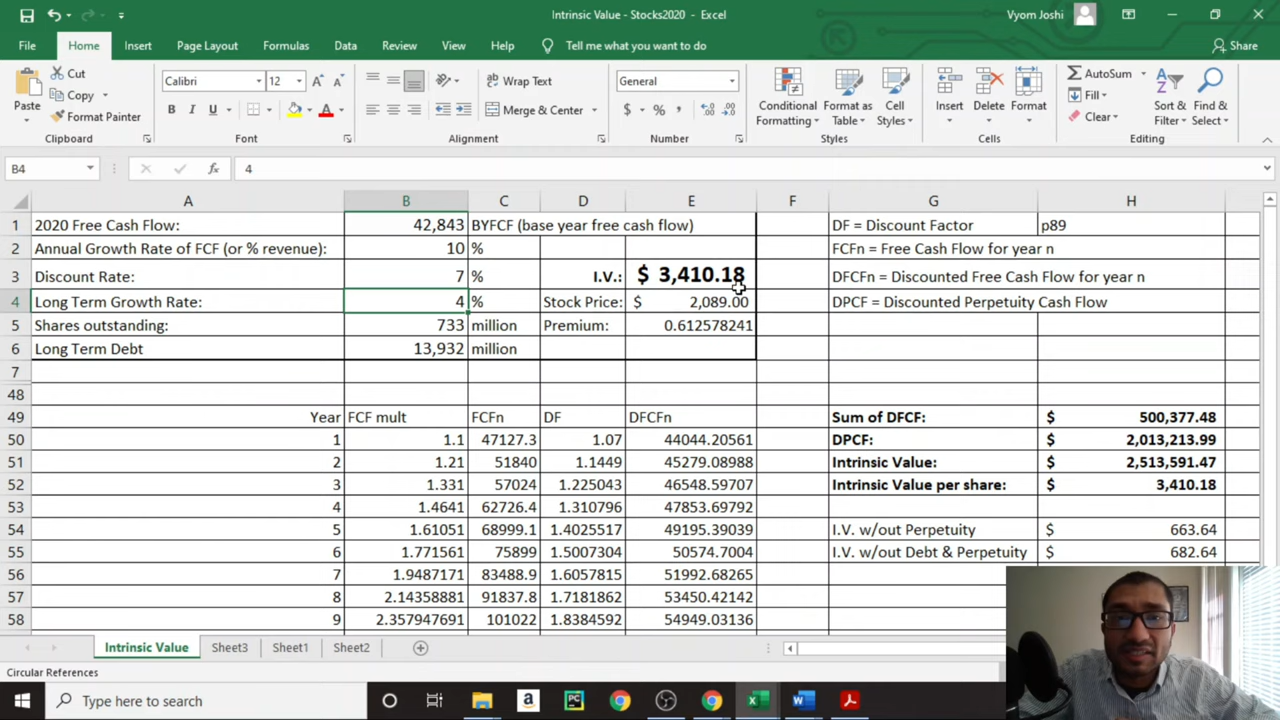 Intrinsic Value - Stocks2020 - Excel
Vyom Joshi
File Home Insert Page Layout Formulas Data Review View Help Tell me what you want to do Share
Paste
Cut
Copy
Format Painter
Clipboard
Calibri 12
B I U
Font
Wrap Text
Merge & Center
Alignment
General
$ % ,
Number
Conditional Formatting
Format as Table
Cell Styles
Styles
Insert Delete Format
Cells
AutoSum
Fill
Clear
Sort & Filter
Find & Select
Editing
B4 fx 4
A B C D E F G H
1 2020 Free Cash Flow: 42,843 BYFCF (base year free cash flow) DF = Discount Factor p89
2 Annual Growth Rate of FCF (or % revenue): 10 % FCFn = Free Cash Flow for year n
3 Discount Rate: 7 % I.V.: $ 3,410.18 DFCFn = Discounted Free Cash Flow for year n
4 Long Term Growth Rate: 4 % Stock Price: $ 2,089.00 DPCF = Discounted Perpetuity Cash Flow
5 Shares outstanding: 733 million Premium: 0.612578241
6 Long Term Debt 13,932 million
7
48
49 Year FCF mult FCFn DF DFCFn Sum of DFCF: $ 500,377.48
50 1 1.1 47127.3 1.07 44044.20561 DPCF: $ 2,013,213.99
51 2 1.21 51840 1.1449 45279.08988 Intrinsic Value: $ 2,513,591.47
52 3 1.331 57024 1.225043 46548.59707 Intrinsic Value per share: $ 3,410.18
53 4 1.4641 62726.4 1.310796 47853.69792
54 5 1.61051 68999.1 1.4025517 49195.39039 I.V. w/out Perpetuity $ 663.64
55 6 1.771561 75899 1.5007304 50574.7004 I.V. w/out Debt & Perpetuity $ 682.64
56 7 1.9487171 83488.9 1.6057815 51992.68265
57 8 2.14358881 91837.8 1.7181862 53450.42142
58 9 2.357947691 101022 1.8384592 54949.03136
Intrinsic Value Sheet3 Sheet1 Sheet2
Circular References
Type here to search